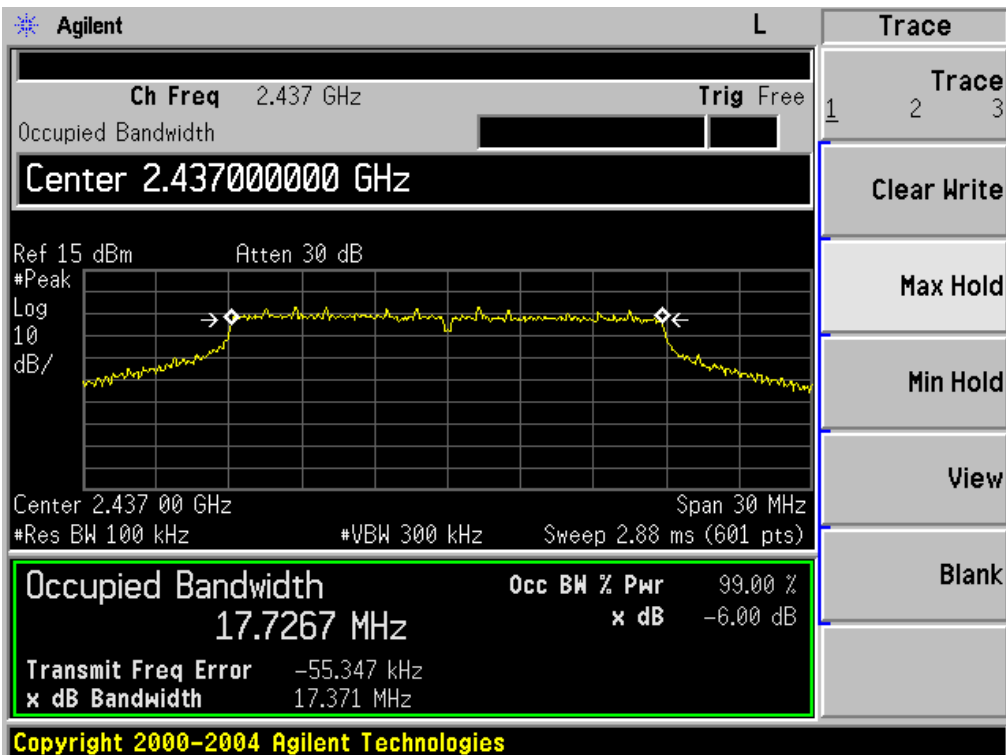 Agilent L Trace
Ch Freq 2.437 GHz Trig Free
Occupied Bandwidth
Center 2.437000000 GHz
Ref 15 dBm Atten 30 dB
#Peak
Log
10
dB/
Center 2.437 00 GHz Span 30 MHz
#Res BW 100 kHz #VBW 300 kHz Sweep 2.88 ms (601 pts)
Occupied Bandwidth Occ BW % Pwr 99.00 %
17.7267 MHz x dB -6.00 dB
Transmit Freq Error -55.347 kHz
x dB Bandwidth 17.371 MHz
Copyright 2000-2004 Agilent Technologies
Trace
1 2 3
Clear Write
Max Hold
Min Hold
View
Blank